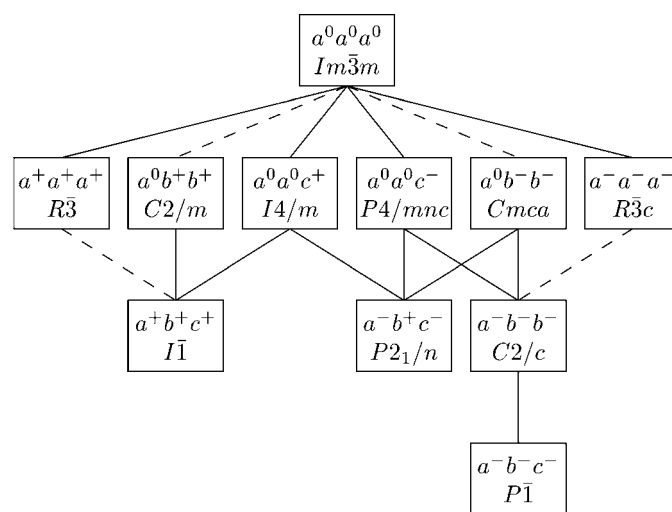 a⁰a⁰a⁰
Im3̄m
a⁺a⁺a⁺
R3̄
a⁰b⁺b⁺
C2/m
a⁰a⁰c⁺
I4/m
a⁰a⁰c⁻
P4/mnc
a⁰b⁻b⁻
Cmca
a⁻a⁻a⁻
R3̄c
a⁺b⁺c⁺
I1̄
a⁻b⁺c⁻
P2₁/n
a⁻b⁻b⁻
C2/c
a⁻b⁻c⁻
P1̄